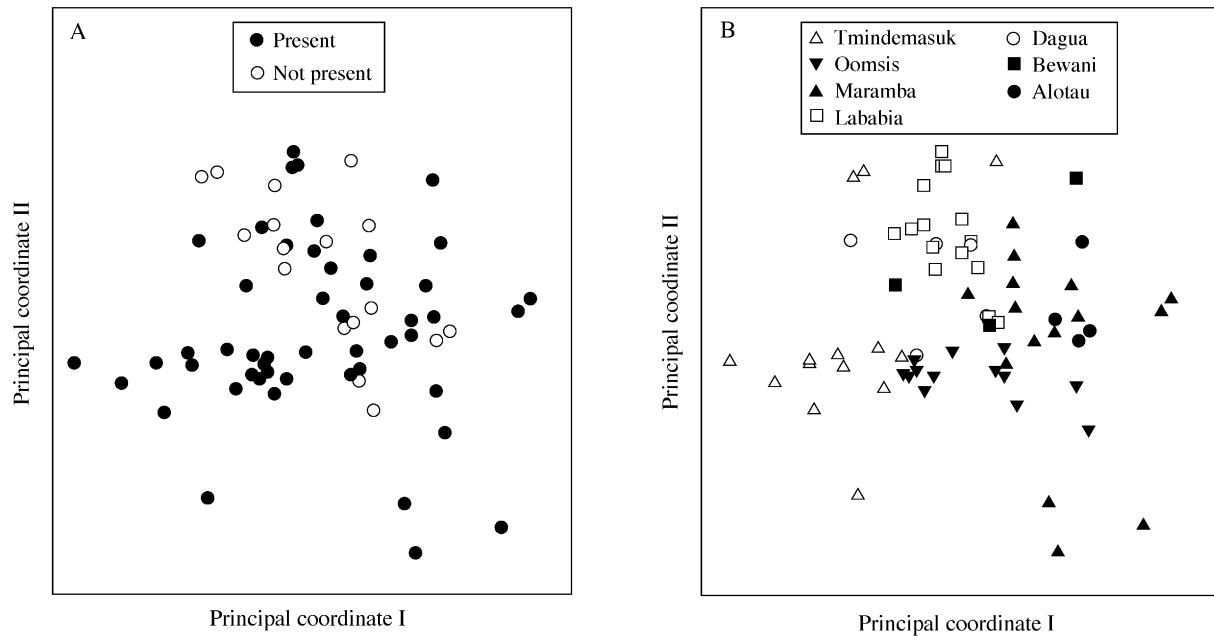 A
Present
Not present
Principal coordinate II
Principal coordinate I
B
Tmindemasuk
Oomsis
Maramba
Lababia
Dagua
Bewani
Alotau
Principal coodinate II
Principal coordinate I